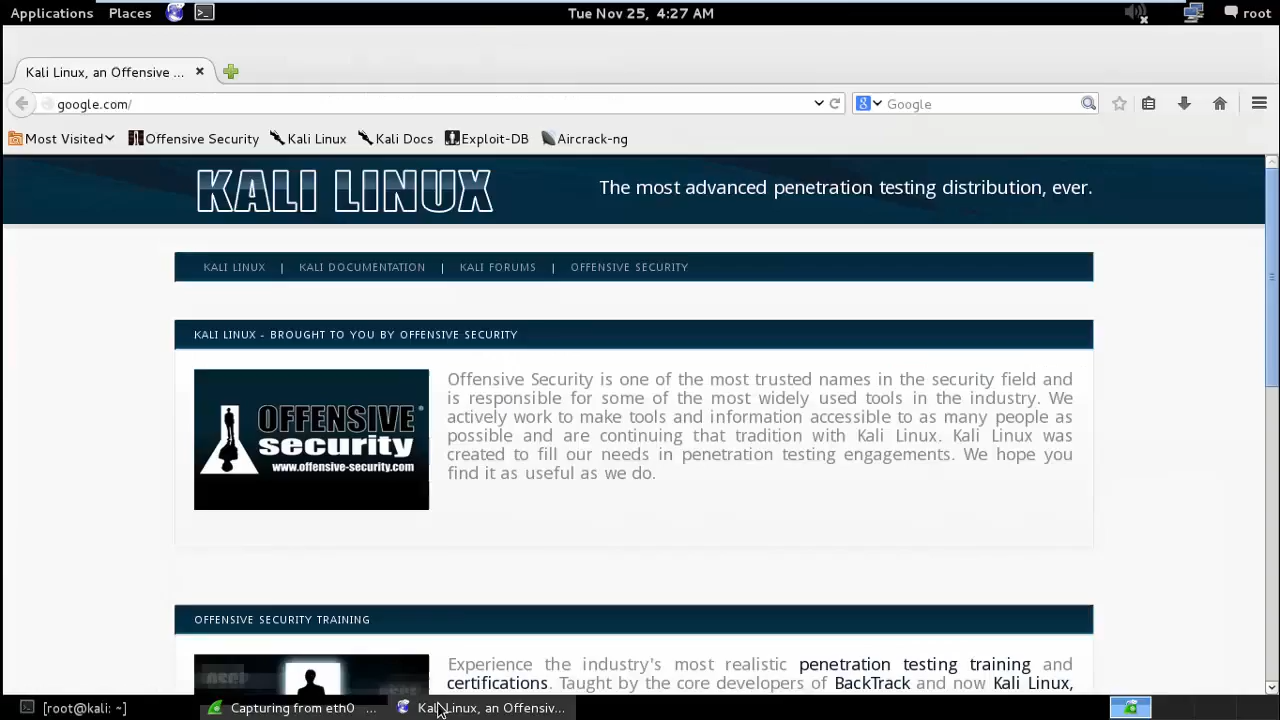 Applications Places Tue Nov 25, 4:27 AM root
Kali Linux, an Offensive ...
google.com/ Google
Most Visited Offensive Security Kali Linux Kali Docs Exploit-DB Aircrack-ng
KALI LINUX The most advanced penetration testing distribution, ever.
KALI LINUX | KALI DOCUMENTATION | KALI FORUMS | OFFENSIVE SECURITY
KALI LINUX - BROUGHT TO YOU BY OFFENSIVE SECURITY
OFFENSIVE
security
www.offensive-security.com
Offensive Security is one of the most trusted names in the security field and
is responsible for some of the most widely used tools in the industry. We
actively work to make tools and information accessible to as many people as
possible and are continuing that tradition with Kali Linux. Kali Linux was
created to fill our needs in penetration testing engagements. We hope you
find it as useful as we do.
OFFENSIVE SECURITY TRAINING
Experience the industry's most realistic penetration testing training and
certifications. Taught by the core developers of BackTrack and now Kali Linux,
[root@kali: ~] Capturing from eth0 ... Kali Linux, an Offensiv...